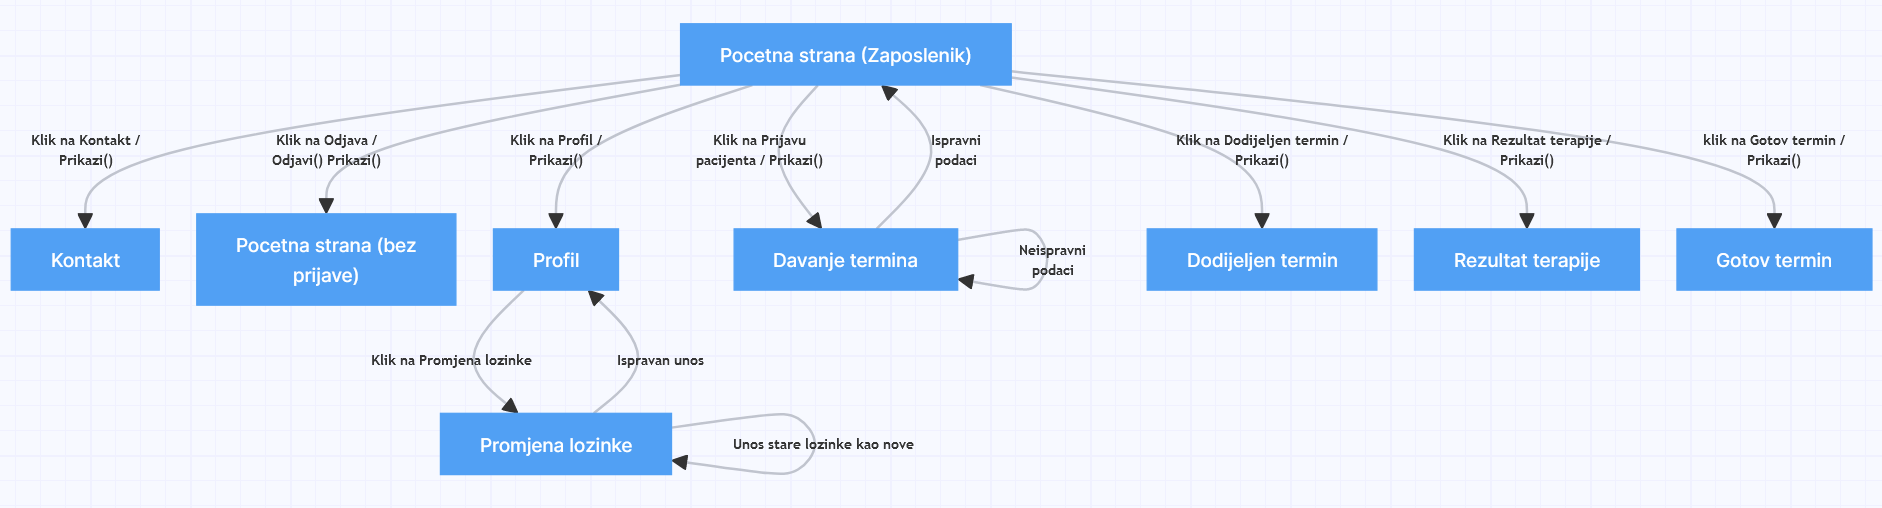 Pocetna strana (Zaposlenik)
Klik na Kontakt /
Prikazi()
Klik na Odjava /
Odjavi() Prikazi()
Klik na Profil /
Prikazi()
Klik na Prijavu
pacijenta / Prikazi()
Ispravni
podaci
Klik na Dodijeljen termin /
Prikazi()
Klik na Rezultat terapije /
Prikazi()
klik na Gotov termin /
Prikazi()
Kontakt
Pocetna strana (bez
prijave)
Profil
Davanje termina
Neispravni
podaci
Dodijeljen termin
Rezultat terapije
Gotov termin
Klik na Promjena lozinke
Ispravan unos
Promjena lozinke
Unos stare lozinke kao nove